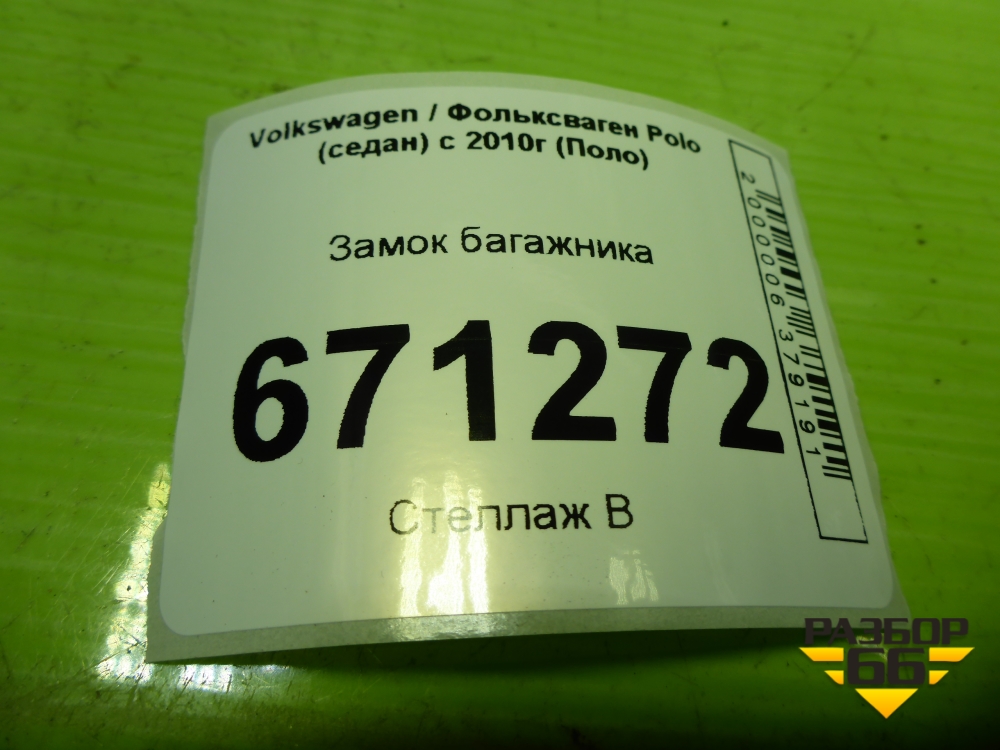 Volkswagen / Фольксваген Polo
(седан) с 2010г (Поло)
Замок багажника
671272
Стеллаж В
2000006379191
РАЗБОР
66